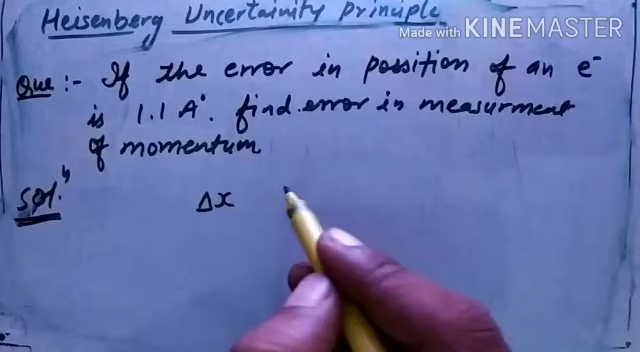 Heisenberg Uncertainity principle
Made with KINEMASTER
Que :- If the error in possition of an e⁻
is 1.1 A°. find error in measurment
of momentum
Solⁿ. Δx